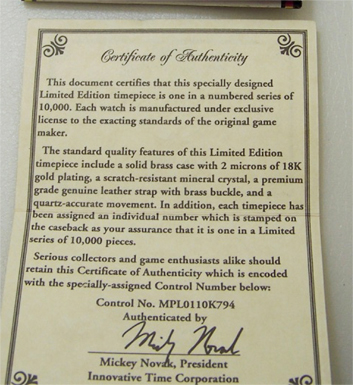 Certificate of Authenticity
This document certifies that this specially designed
Limited Edition timepiece is one in a numbered series of
10,000. Each watch is manufactured under exclusive
license to the exacting standards of the original game
maker.
The standard quality features of this Limited Edition
timepiece include a solid brass case with 2 microns of 18K
gold plating, a scratch-resistant mineral crystal, a premium
grade genuine leather strap with brass buckle, and a
quartz-accurate movement. In addition, each timepiece has
been assigned an individual number which is stamped on
the caseback as your assurance that it is one in a Limited
series of 10,000 pieces.
Serious collectors and game enthusiasts alike should
retain this Certificate of Authenticity which is encoded
with the specially-assigned Control Number below:
Control No. MPL0110K794
Authenticated by
Micky Novak
Mickey Novak, President
Innovative Time Corporation